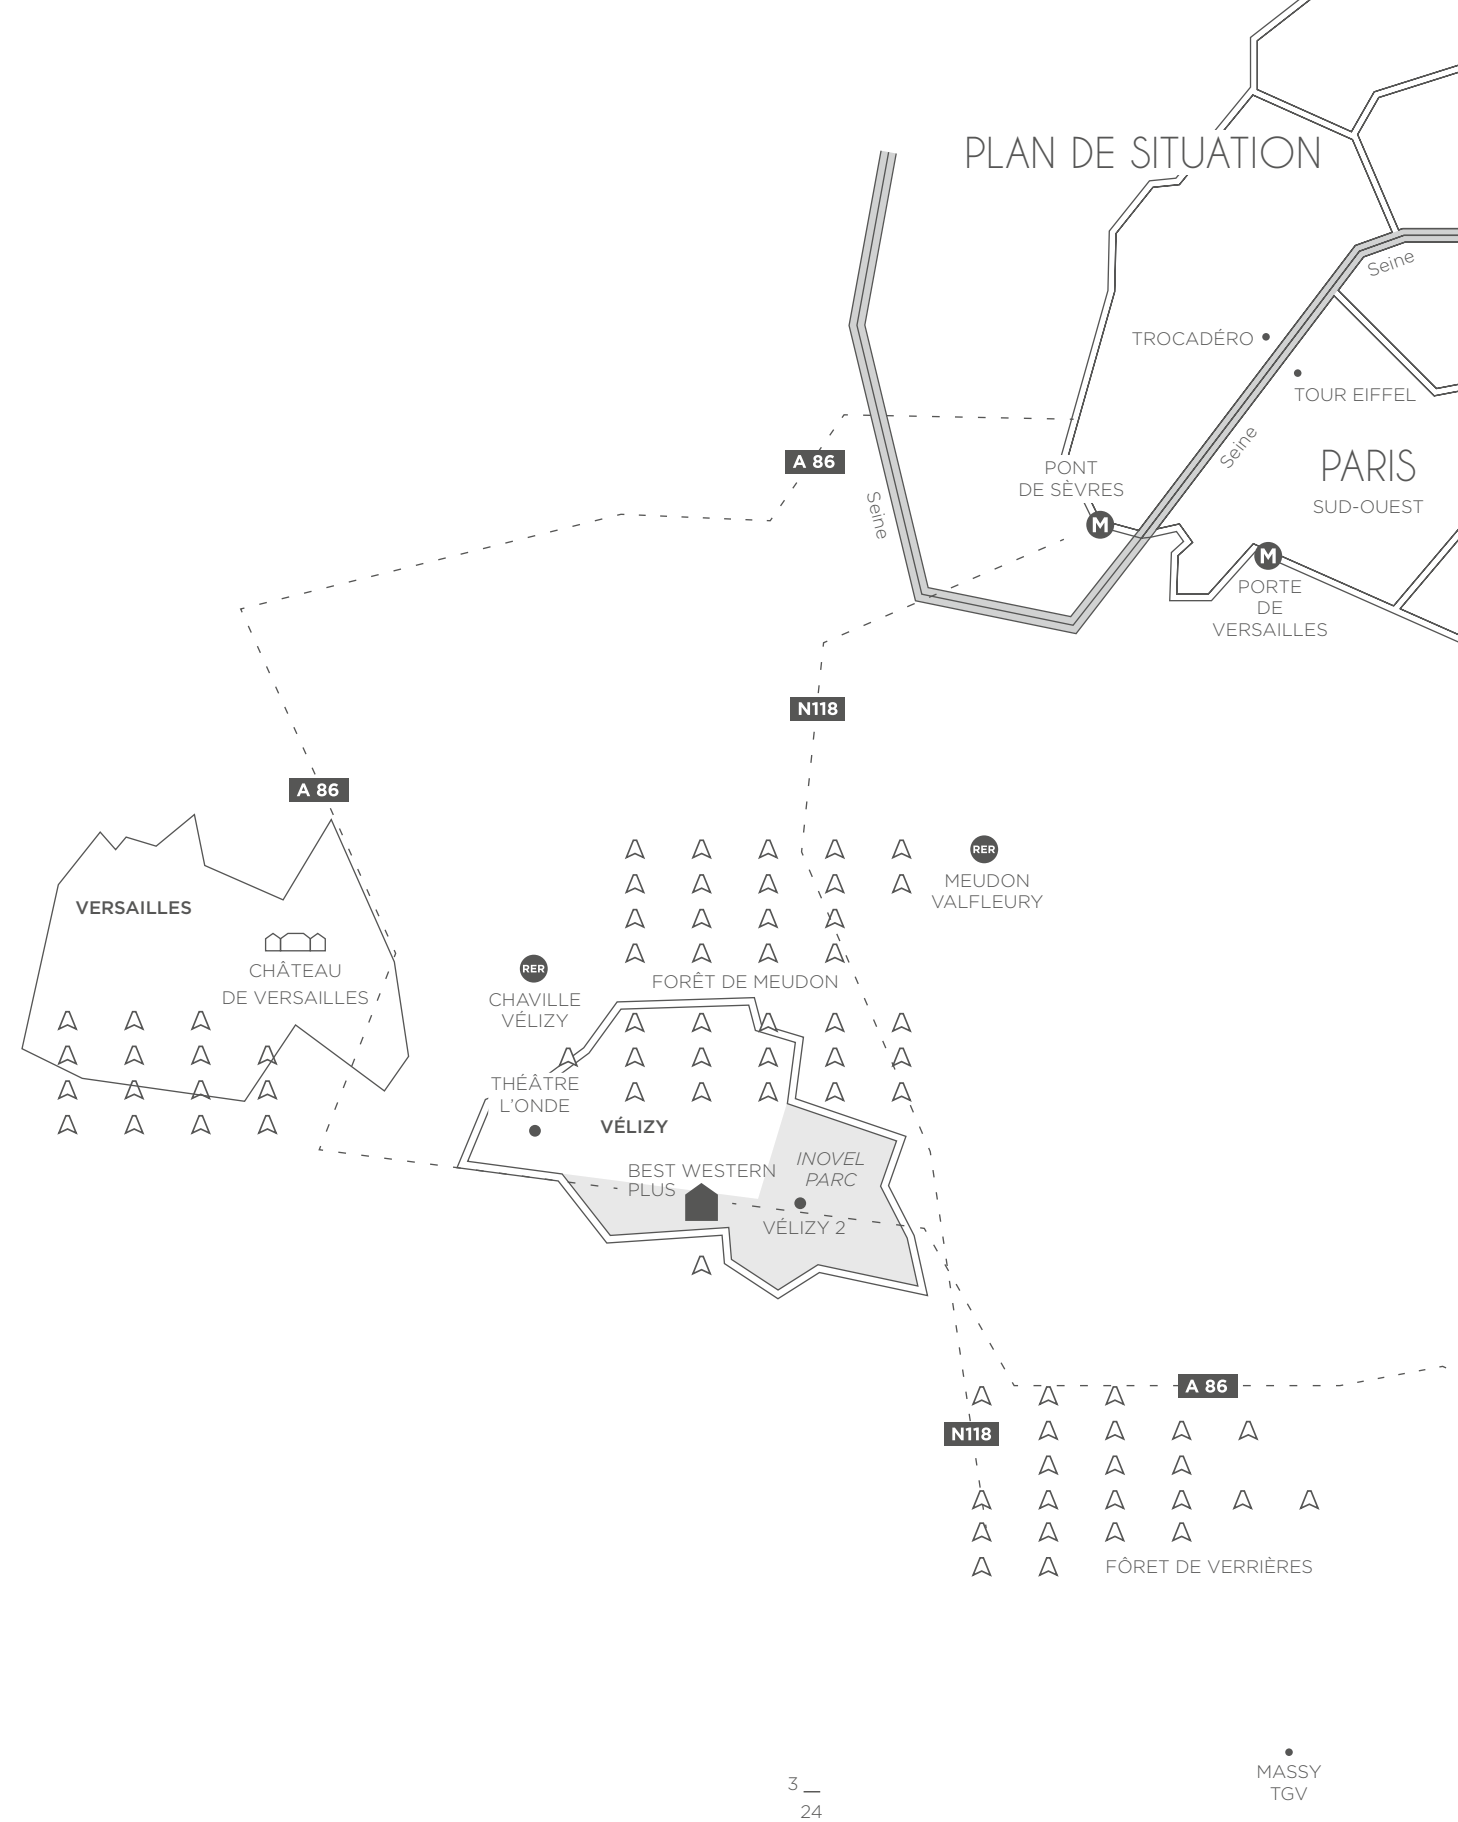 PLAN DE SITUATION
Seine
TROCADÉRO
TOUR EIFFEL
Seine
A 86
PONT
DE SÈVRES
PARIS
SUD-OUEST
Seine
M
M
PORTE
DE
VERSAILLES
N118
A 86
RER
MEUDON
VALFLEURY
VERSAILLES
CHÂTEAU
DE VERSAILLES
RER
CHAVILLE
VÉLIZY
FORÊT DE MEUDON
THÉÂTRE
L'ONDE
VÉLIZY
BEST WESTERN
PLUS
INOVEL
PARC
VÉLIZY 2
A 86
N118
FÔRET DE VERRIÈRES
MASSY
TGV
3
24